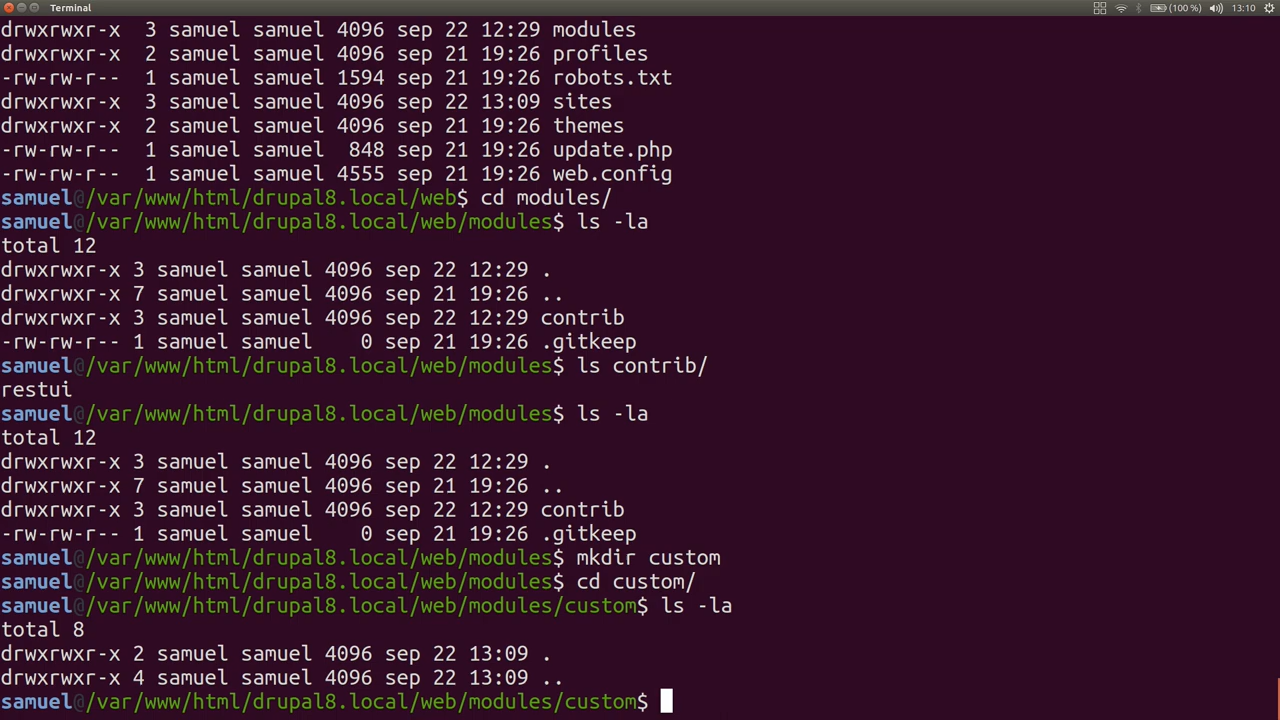 Terminal (100 %) 13:10
drwxrwxr-x  3 samuel samuel 4096 sep 22 12:29 modules
drwxrwxr-x  2 samuel samuel 4096 sep 21 19:26 profiles
-rw-rw-r--  1 samuel samuel 1594 sep 21 19:26 robots.txt
drwxrwxr-x  3 samuel samuel 4096 sep 22 13:09 sites
drwxrwxr-x  2 samuel samuel 4096 sep 21 19:26 themes
-rw-rw-r--  1 samuel samuel  848 sep 21 19:26 update.php
-rw-rw-r--  1 samuel samuel 4555 sep 21 19:26 web.config
samuel@/var/www/html/drupal8.local/web$ cd modules/
samuel@/var/www/html/drupal8.local/web/modules$ ls -la
total 12
drwxrwxr-x 3 samuel samuel 4096 sep 22 12:29 .
drwxrwxr-x 7 samuel samuel 4096 sep 21 19:26 ..
drwxrwxr-x 3 samuel samuel 4096 sep 22 12:29 contrib
-rw-rw-r-- 1 samuel samuel    0 sep 21 19:26 .gitkeep
samuel@/var/www/html/drupal8.local/web/modules$ ls contrib/
restui
samuel@/var/www/html/drupal8.local/web/modules$ ls -la
total 12
drwxrwxr-x 3 samuel samuel 4096 sep 22 12:29 .
drwxrwxr-x 7 samuel samuel 4096 sep 21 19:26 ..
drwxrwxr-x 3 samuel samuel 4096 sep 22 12:29 contrib
-rw-rw-r-- 1 samuel samuel    0 sep 21 19:26 .gitkeep
samuel@/var/www/html/drupal8.local/web/modules$ mkdir custom
samuel@/var/www/html/drupal8.local/web/modules$ cd custom/
samuel@/var/www/html/drupal8.local/web/modules/custom$ ls -la
total 8
drwxrwxr-x 2 samuel samuel 4096 sep 22 13:09 .
drwxrwxr-x 4 samuel samuel 4096 sep 22 13:09 ..
samuel@/var/www/html/drupal8.local/web/modules/custom$